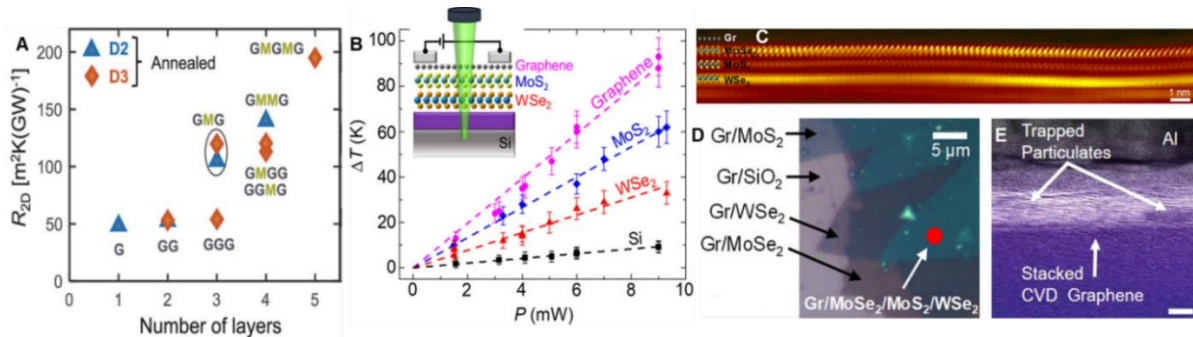 A
D2
D3
Annealed
GMGMG
GMMG
GMG
GMGG
GGMG
G
GG
GGG
R2D [m²K(GW)⁻¹]
200
150
100
50
0
0 1 2 3 4 5
Number of layers
B
Graphene
MoS₂
WSe₂
Si
Graphene
MoS₂
WSe₂
Si
ΔT (K)
100
80
60
40
20
0
0 2 4 6 8 10
P (mW)
C
Gr
MoS₂
WSe₂
1 nm
D
Gr/MoS₂
Gr/SiO₂
Gr/WSe₂
Gr/MoSe₂
5 µm
Gr/MoSe₂/MoS₂/WSe₂
E
Trapped
Particulates
Al
Stacked
CVD Graphene